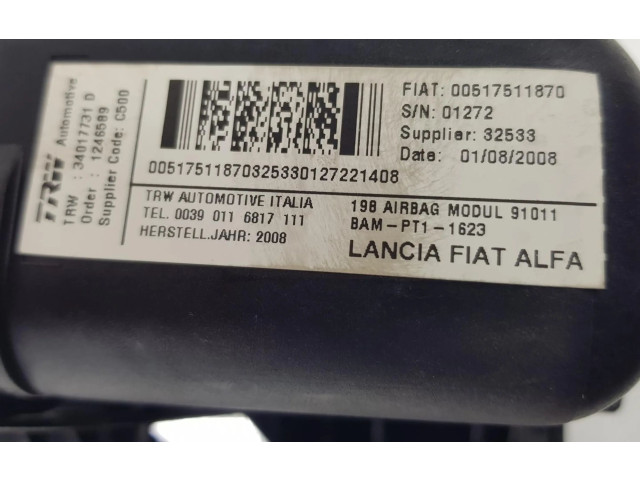 TRW Automotive
TRW : 34017731 D
Order : 1246589
Supplier Code: C500
FIAT: 00517511870
S/N: 01272
Supplier: 32533
Date: 01/08/2008
00517511870325330127221408
TRW AUTOMOTIVE ITALIA
TEL. 0039 011 6817 111
HERSTELL.JAHR: 2008
198 AIRBAG MODUL 91011
BAM-PT1-1623
LANCIA FIAT ALFA